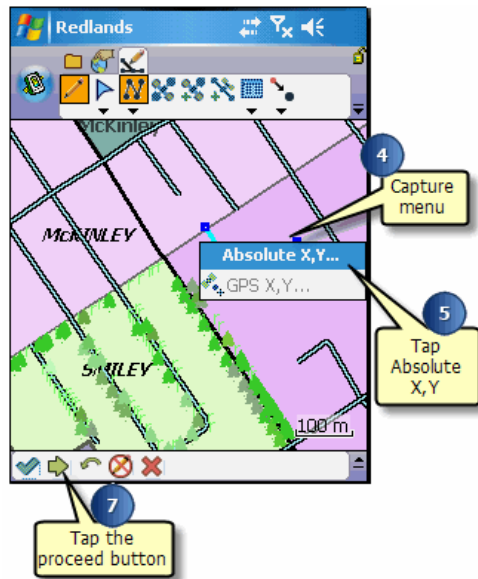 Redlands
McKinley
4
Capture
menu
McKINLEY
Absolute X,Y...
GPS X,Y...
5
Tap
Absolute
X,Y
SMILEY
100 m
7
Tap the
proceed button